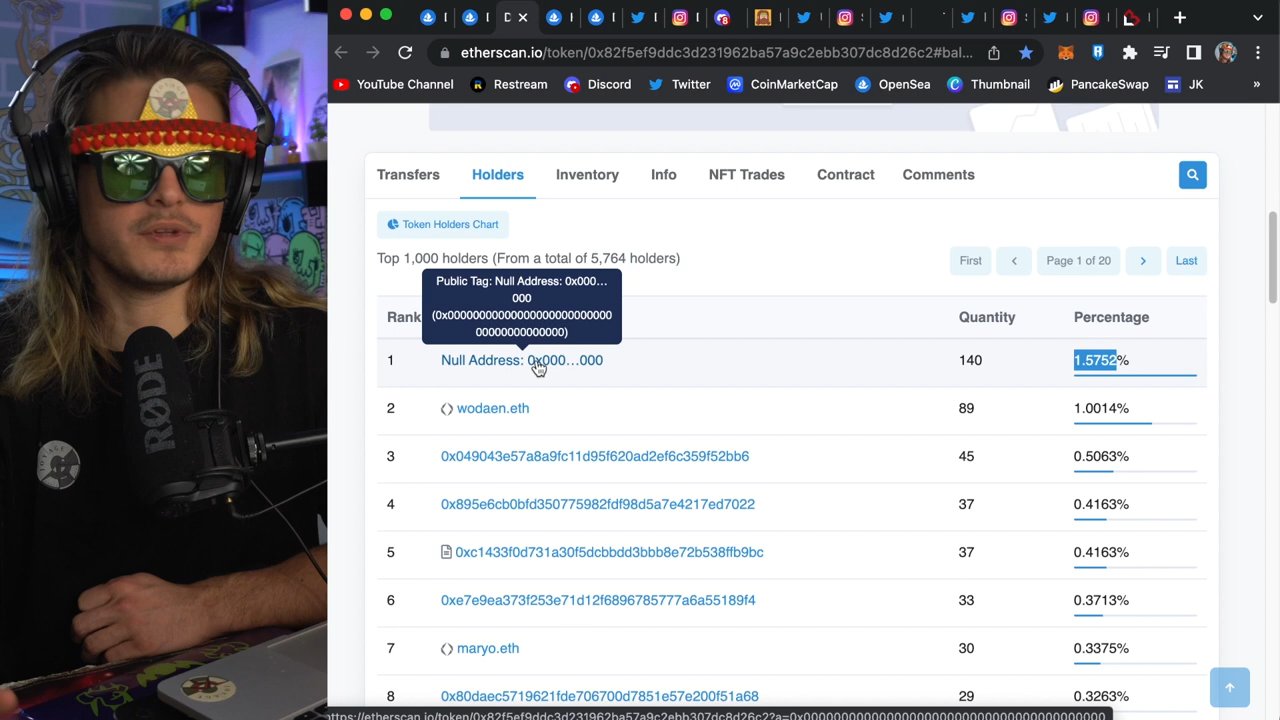 D
etherscan.io/token/0x82f5ef9ddc3d231962ba57a9c2ebb307dc8d26c2#bal...
YouTube Channel
Restream
Discord
Twitter
CoinMarketCap
OpenSea
Thumbnail
PancakeSwap
JK
»
Transfers
Holders
Inventory
Info
NFT Trades
Contract
Comments
Token Holders Chart
Top 1,000 holders (From a total of 5,764 holders)
First
Page 1 of 20
Last
Public Tag: Null Address: 0x000...
000
(0x00000000000000000000000000
00000000000000)
Rank
Quantity
Percentage
1
Null Address: 0x000...000
140
1.5752%
2
wodaen.eth
89
1.0014%
3
0x049043e57a8a9fc11d95f620ad2ef6c359f52bb6
45
0.5063%
4
0x895e6cb0bfd350775982fdf98d5a7e4217ed7022
37
0.4163%
5
0xc1433f0d731a30f5dcbbdd3bbb8e72b538ffb9bc
37
0.4163%
6
0xe7e9ea373f253e71d12f6896785777a6a55189f4
33
0.3713%
7
maryo.eth
30
0.3375%
8
0x80daec5719621fde706700d7851e57e200f51a68
29
0.3263%
RØDE
VOYAGE